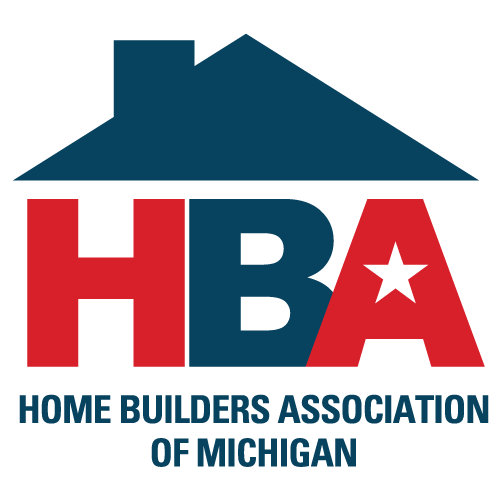 HBA
HOME BUILDERS ASSOCIATION
OF MICHIGAN